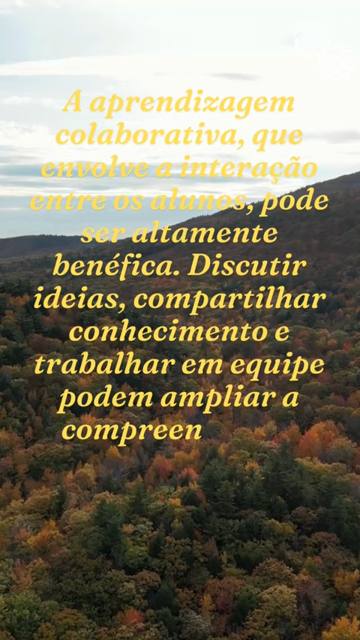 A aprendizagem
colaborativa, que
envolve a interação
entre os alunos, pode
ser altamente
benéfica. Discutir
ideias, compartilhar
conhecimento e
trabalhar em equipe
podem ampliar a
compreen